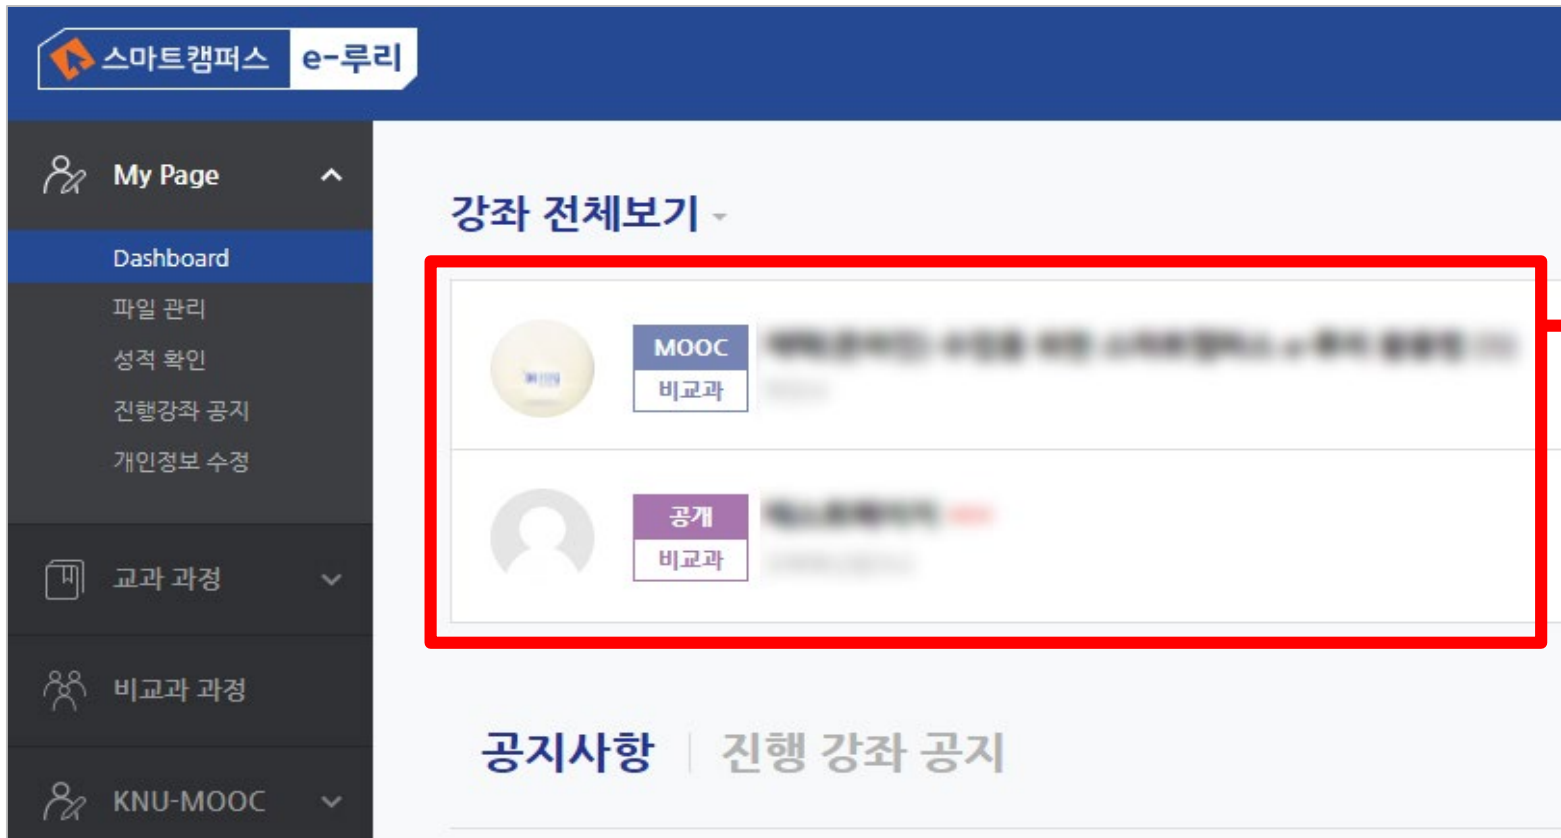 스마트캠퍼스 e-루리
My Page
Dashboard
파일 관리
성적 확인
진행강좌 공지
개인정보 수정
교과 과정
비교과 과정
KNU-MOOC
강좌 전체보기
MOOC
비교과
공개
비교과
공지사항 진행 강좌 공지